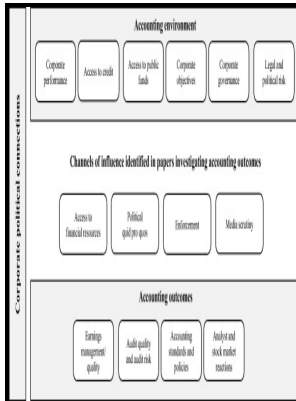 Corporate political connections
Accounting environment
Corporate
performance
Access to credit
Access to public
funds
Corporate
objectives
Corporate
governance
Legal and
political risk
Channels of influence identified in papers investigating accounting outcomes
Access to
financial resources
Political
quid pro quos
Enforcement
Media scrutiny
Accounting outcomes
Earnings
management/
quality
Audit quality
and audit risk
Accounting
standards and
policies
Analyst and
stock market
reactions